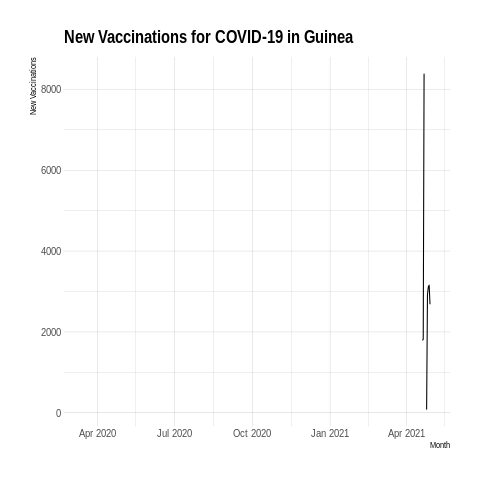 New Vaccinations for COVID-19 in Guinea
New Vaccinations
8000
6000
4000
2000
0
Apr 2020 Jul 2020 Oct 2020 Jan 2021 Apr 2021
Month